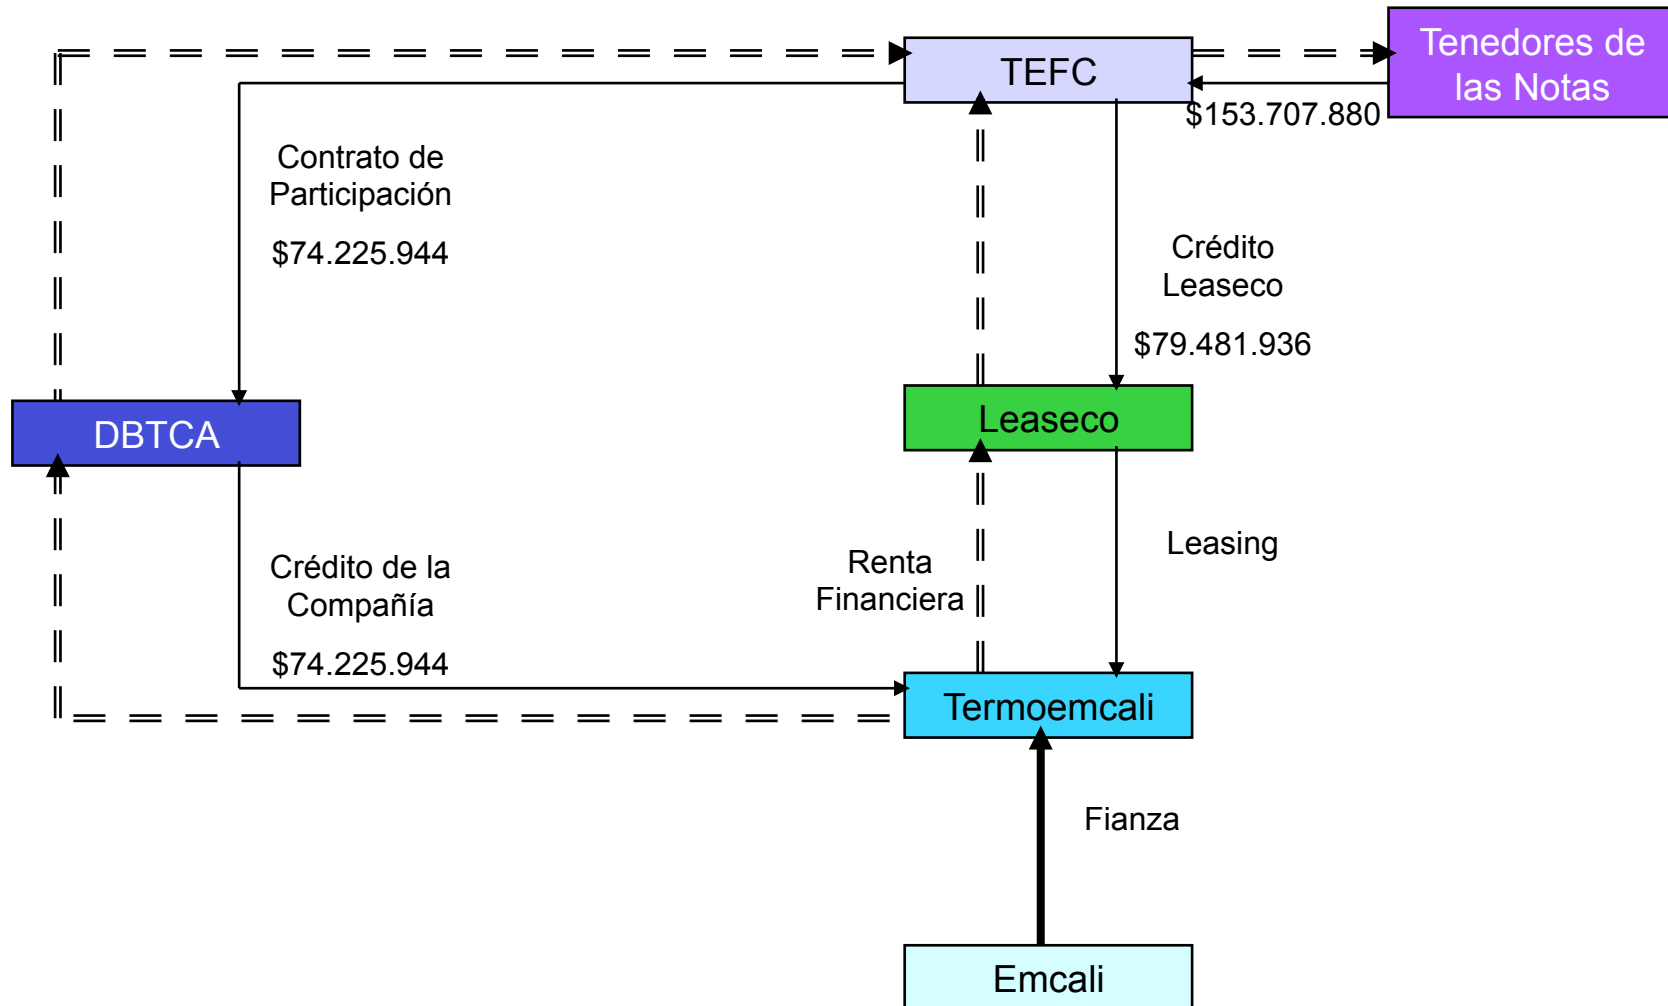 TEFC
Tenedores de
las Notas
$153.707.880
Contrato de
Participación
$74.225.944
Crédito
Leaseco
$79.481.936
DBTCA
Leaseco
Crédito de la
Compañía
$74.225.944
Renta
Financiera
Leasing
Termoemcali
Fianza
Emcali